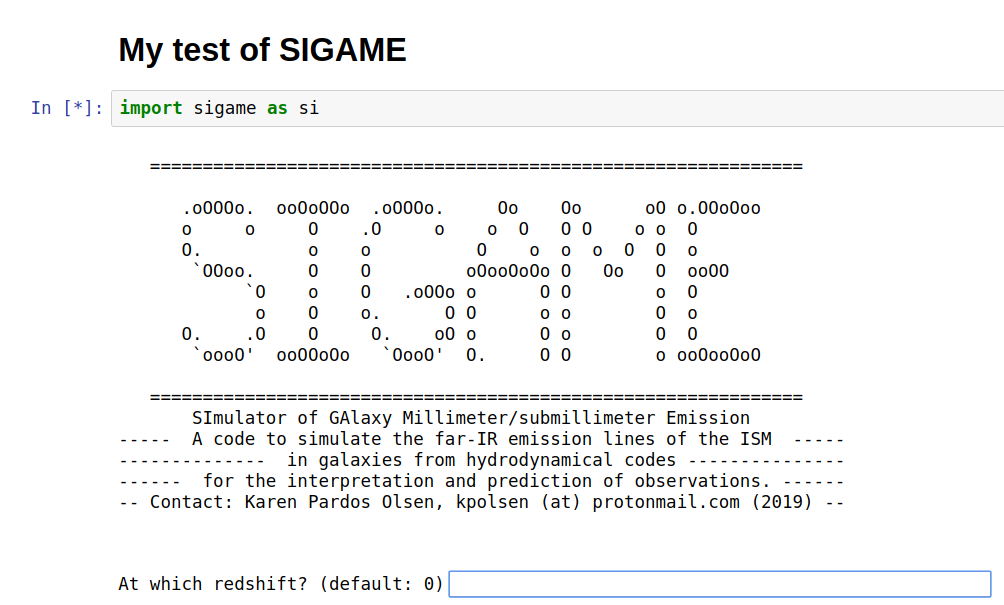 My test of SIGAME
In [*]: import sigame as si
==============================================================
.oOOOo.  ooOoOOo  .oOOOo.     Oo    Oo      oO o.OOoOoo
o     o     O    .O     o    o  O   O O    o o  O
O.          o    o          O    o  o  o  O  O  o
`OOoo.     O    O         oOooOoOo O   Oo   O  ooOO
`O    o    O   .oOOo o      O O        o  O
o    O    o.      O O      o o        O  o
O.    .O    O     O.    oO o      O o        O  O
`oooO'  ooOOoOo   `OooO'  O.     O O        o ooOooOoO
==============================================================
SImulator of GAlaxy Millimeter/submillimeter Emission
-----  A code to simulate the far-IR emission lines of the ISM  -----
--------------  in galaxies from hydrodynamical codes ---------------
------  for the interpretation and prediction of observations. ------
-- Contact: Karen Pardos Olsen, kpolsen (at) protonmail.com (2019) --
At which redshift? (default: 0)